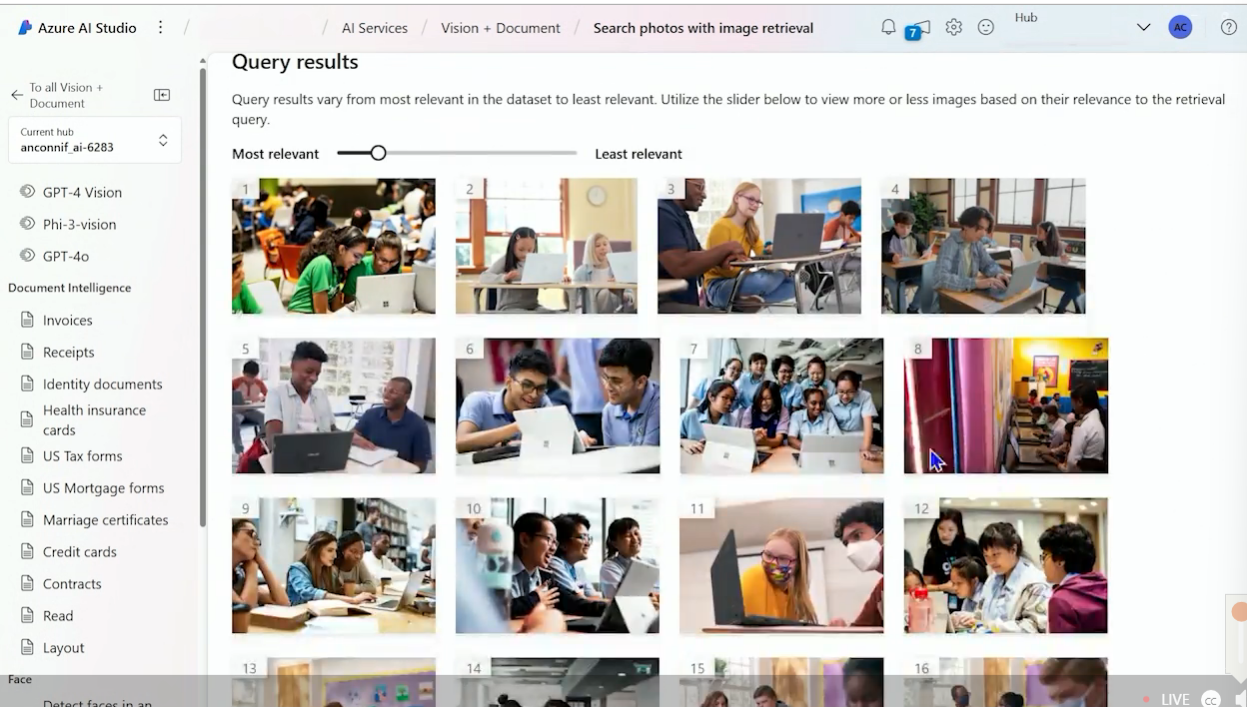 Azure AI Studio
AI Services / Vision + Document / Search photos with image retrieval
7
Hub
AC
To all Vision +
Document
Current hub
anconnif_ai-6283
GPT-4 Vision
Phi-3-vision
GPT-4o
Document Intelligence
Invoices
Receipts
Identity documents
Health insurance
cards
US Tax forms
US Mortgage forms
Marriage certificates
Credit cards
Contracts
Read
Layout
Face
Detect faces in an
Query results
Query results vary from most relevant in the dataset to least relevant. Utilize the slider below to view more or less images based on their relevance to the retrieval
query.
Most relevant
Least relevant
1
2
3
4
5
6
7
8
9
10
11
12
13
14
15
16
LIVE
CC